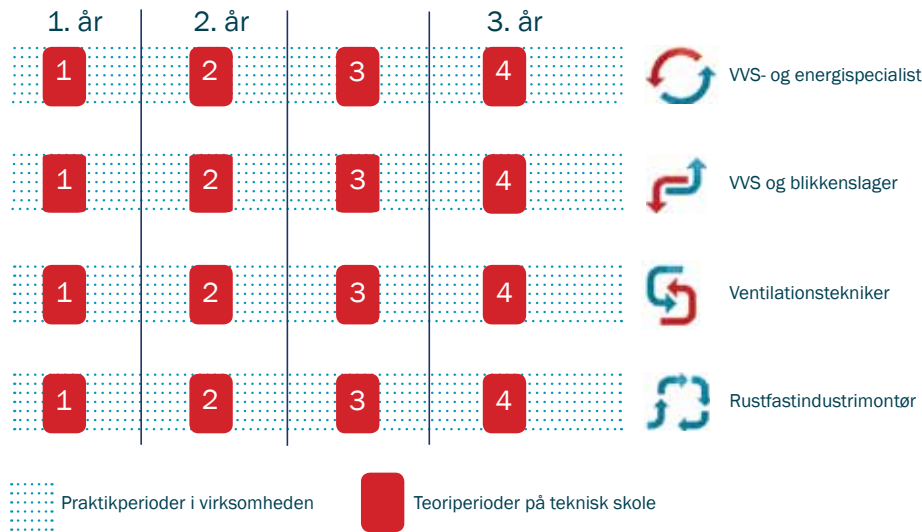 1. år 2. år 3. år
1 2 3 4 VVS- og energispecialist
1 2 3 4 VVS og blikkenslager
1 2 3 4 Ventilationstekniker
1 2 3 4 Rustfastindustrimontør
Praktikperioder i virksomheden Teoriperioder på teknisk skole